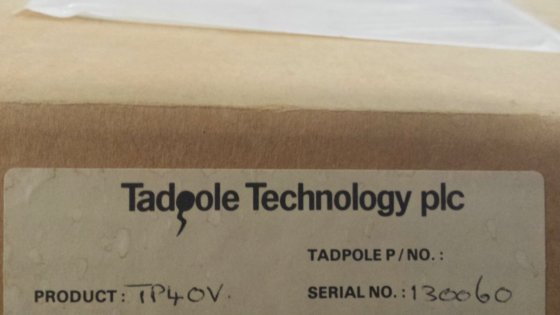 Tadpole Technology plc
TADPOLE P/NO.:
PRODUCT: TP40V. SERIAL NO.: 130060